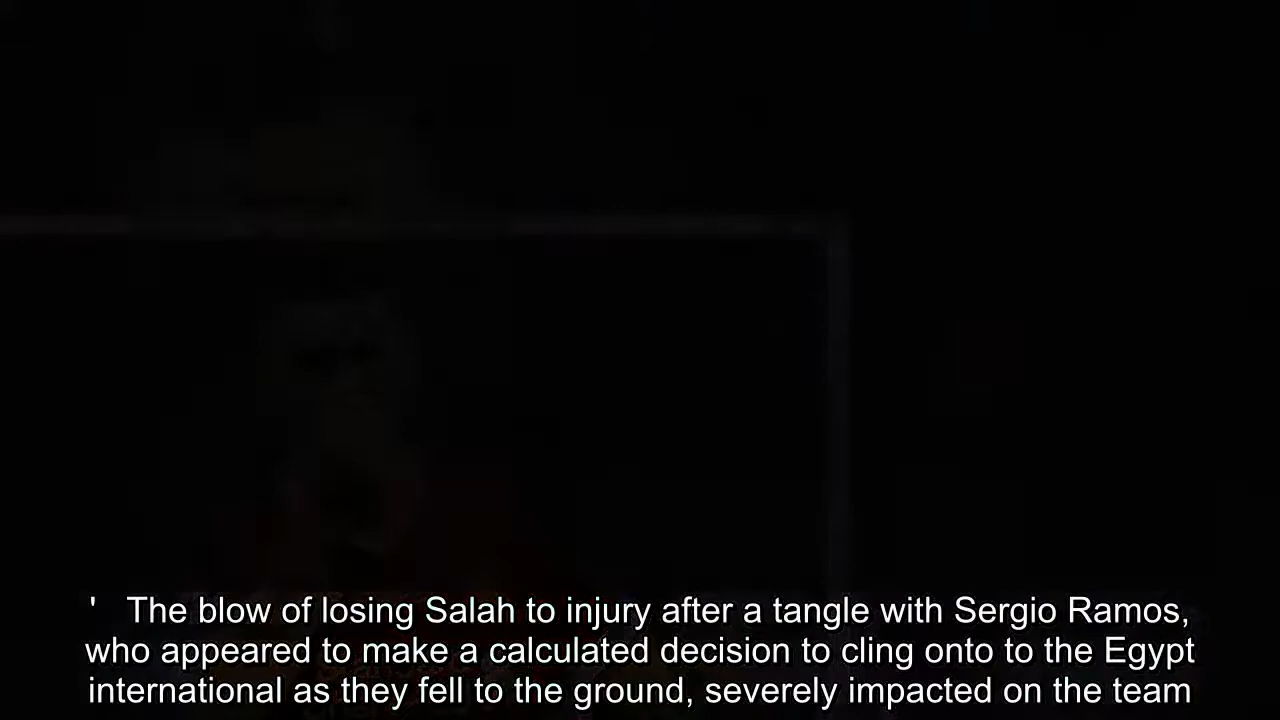 ' The blow of losing Salah to injury after a tangle with Sergio Ramos,
who appeared to make a calculated decision to cling onto to the Egypt
international as they fell to the ground, severely impacted on the team